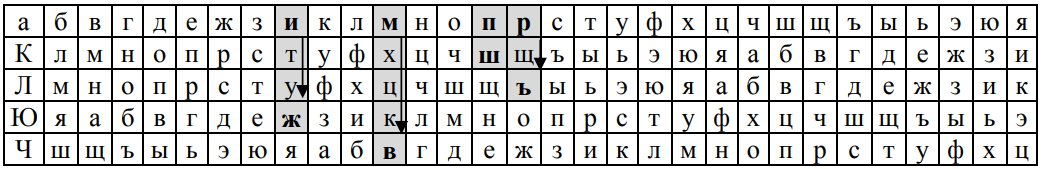 а б в г д е ж з и к л м н о п р с т у ф х ц ч ш щ ъ ы ь э ю я
К л м н о п р с т у ф х ц ч ш щ ъ ы ь э ю я а б в г д е ж з и
Л м н о п р с т у ф х ц ч ш щ ъ ы ь э ю я а б в г д е ж з и к
Ю я а б в г д е ж з и к л м н о п р с т у ф х ц ч ш щ ъ ы ь э
Ч ш щ ъ ы ь э ю я а б в г д е ж з и к л м н о п р с т у ф х ц